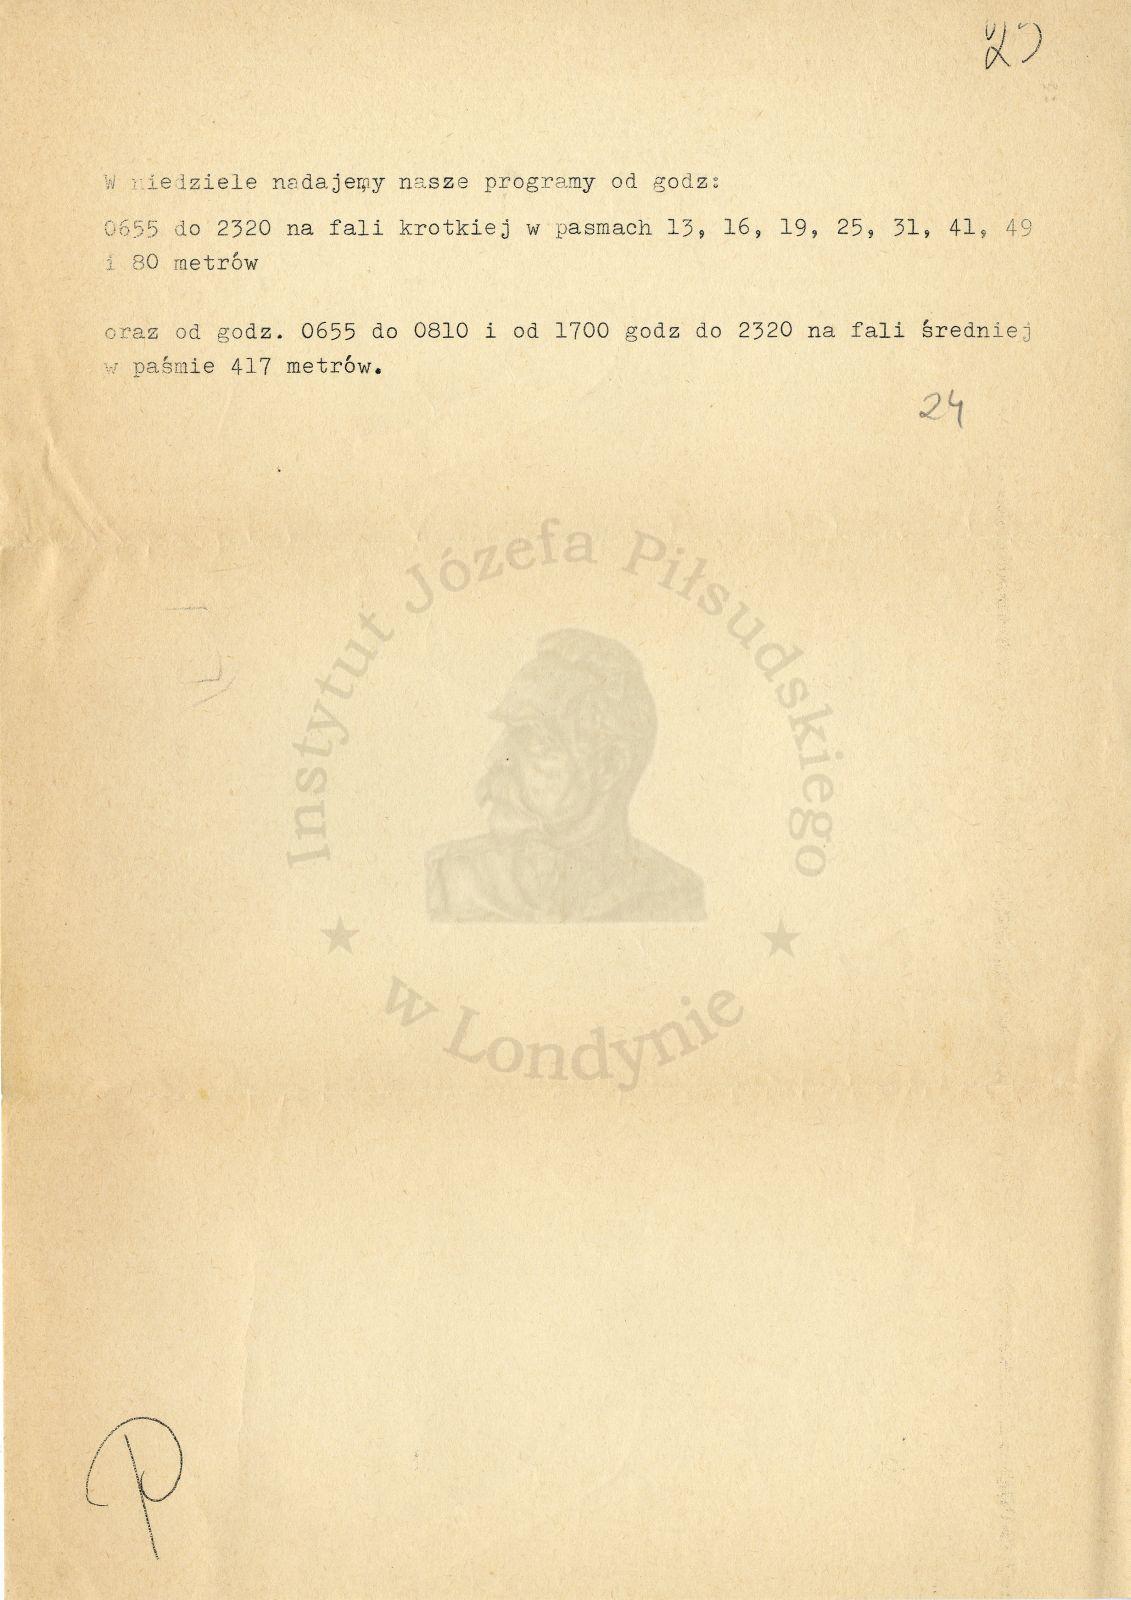 W niedziele nadajemy nasze programy od godz:
0655 do 2320 na fali krotkiej w pasmach 13, 16, 19, 25, 31, 41, 49
i 80 metrów
oraz od godz. 0655 do 0810 i od 1700 godz do 2320 na fali średniej
w paśmie 417 metrów.
24
Instytut Józefa Piłsudskiego
w Londynie